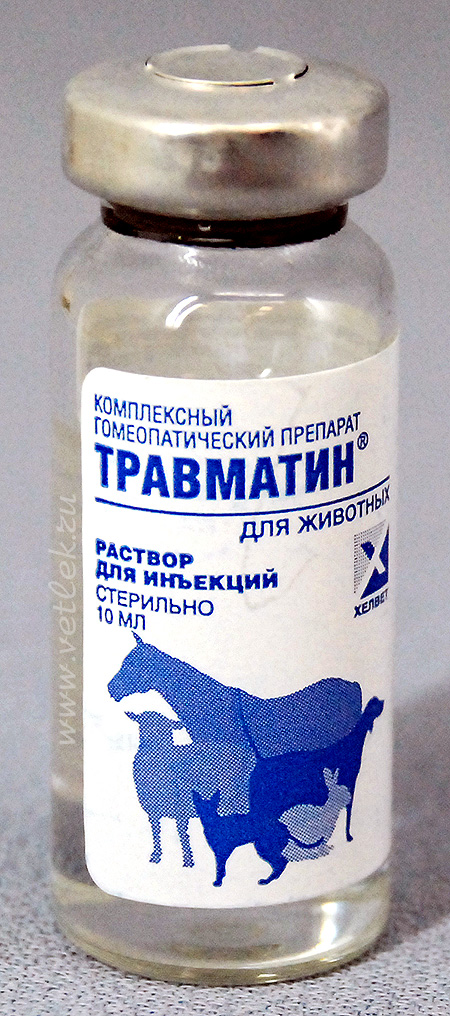 КОМПЛЕКСНЫЙ
ГОМЕОПАТИЧЕСКИЙ ПРЕПАРАТ
ТРАВМАТИН®
ДЛЯ ЖИВОТНЫХ
РАСТВОР
ДЛЯ ИНЪЕКЦИЙ
СТЕРИЛЬНО
10 МЛ
ХЕЛВЕТ
www.vetlek.ru